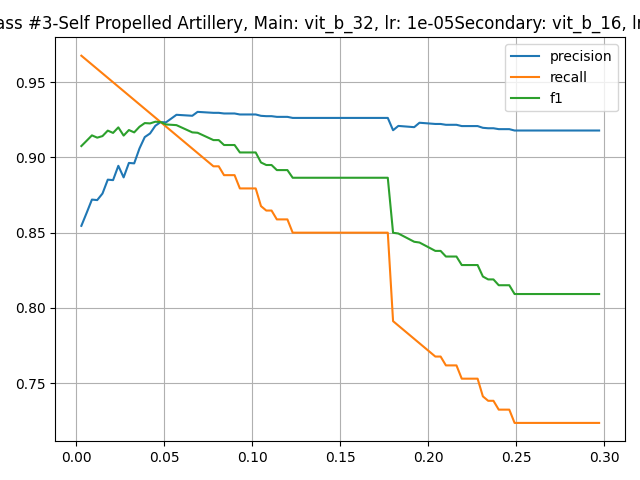 ass #3-Self Propelled Artillery, Main: vit_b_32, lr: 1e-05Secondary: vit_b_16, lr
precision
recall
f1
0.95
0.90
0.85
0.80
0.75
0.00 0.05 0.10 0.15 0.20 0.25 0.30